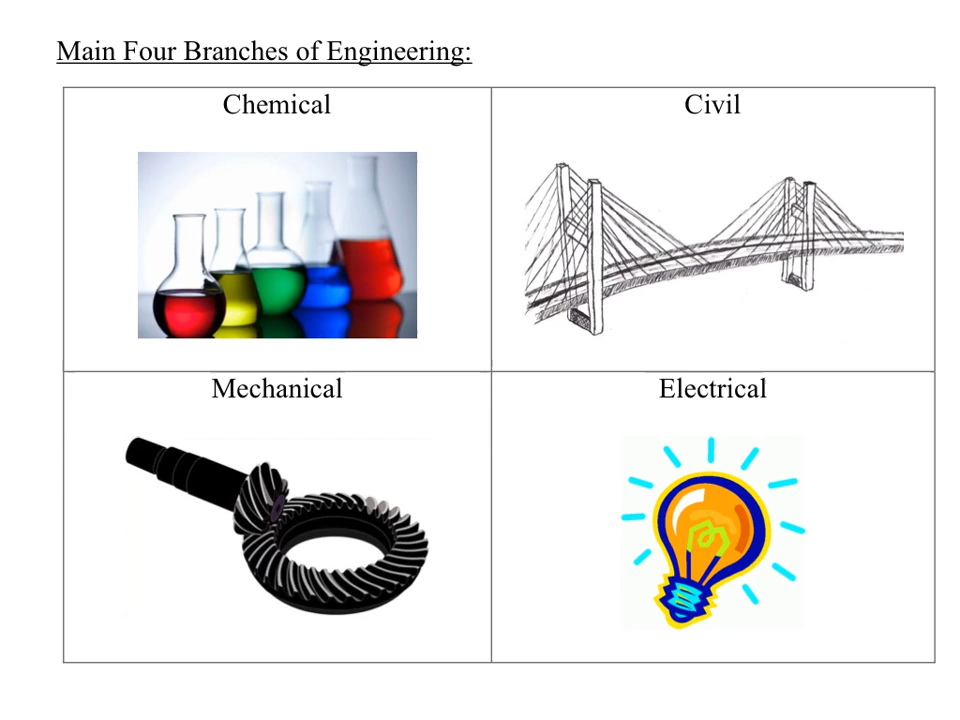 Main Four Branches of Engineering:
Chemical
Civil
Mechanical
Electrical